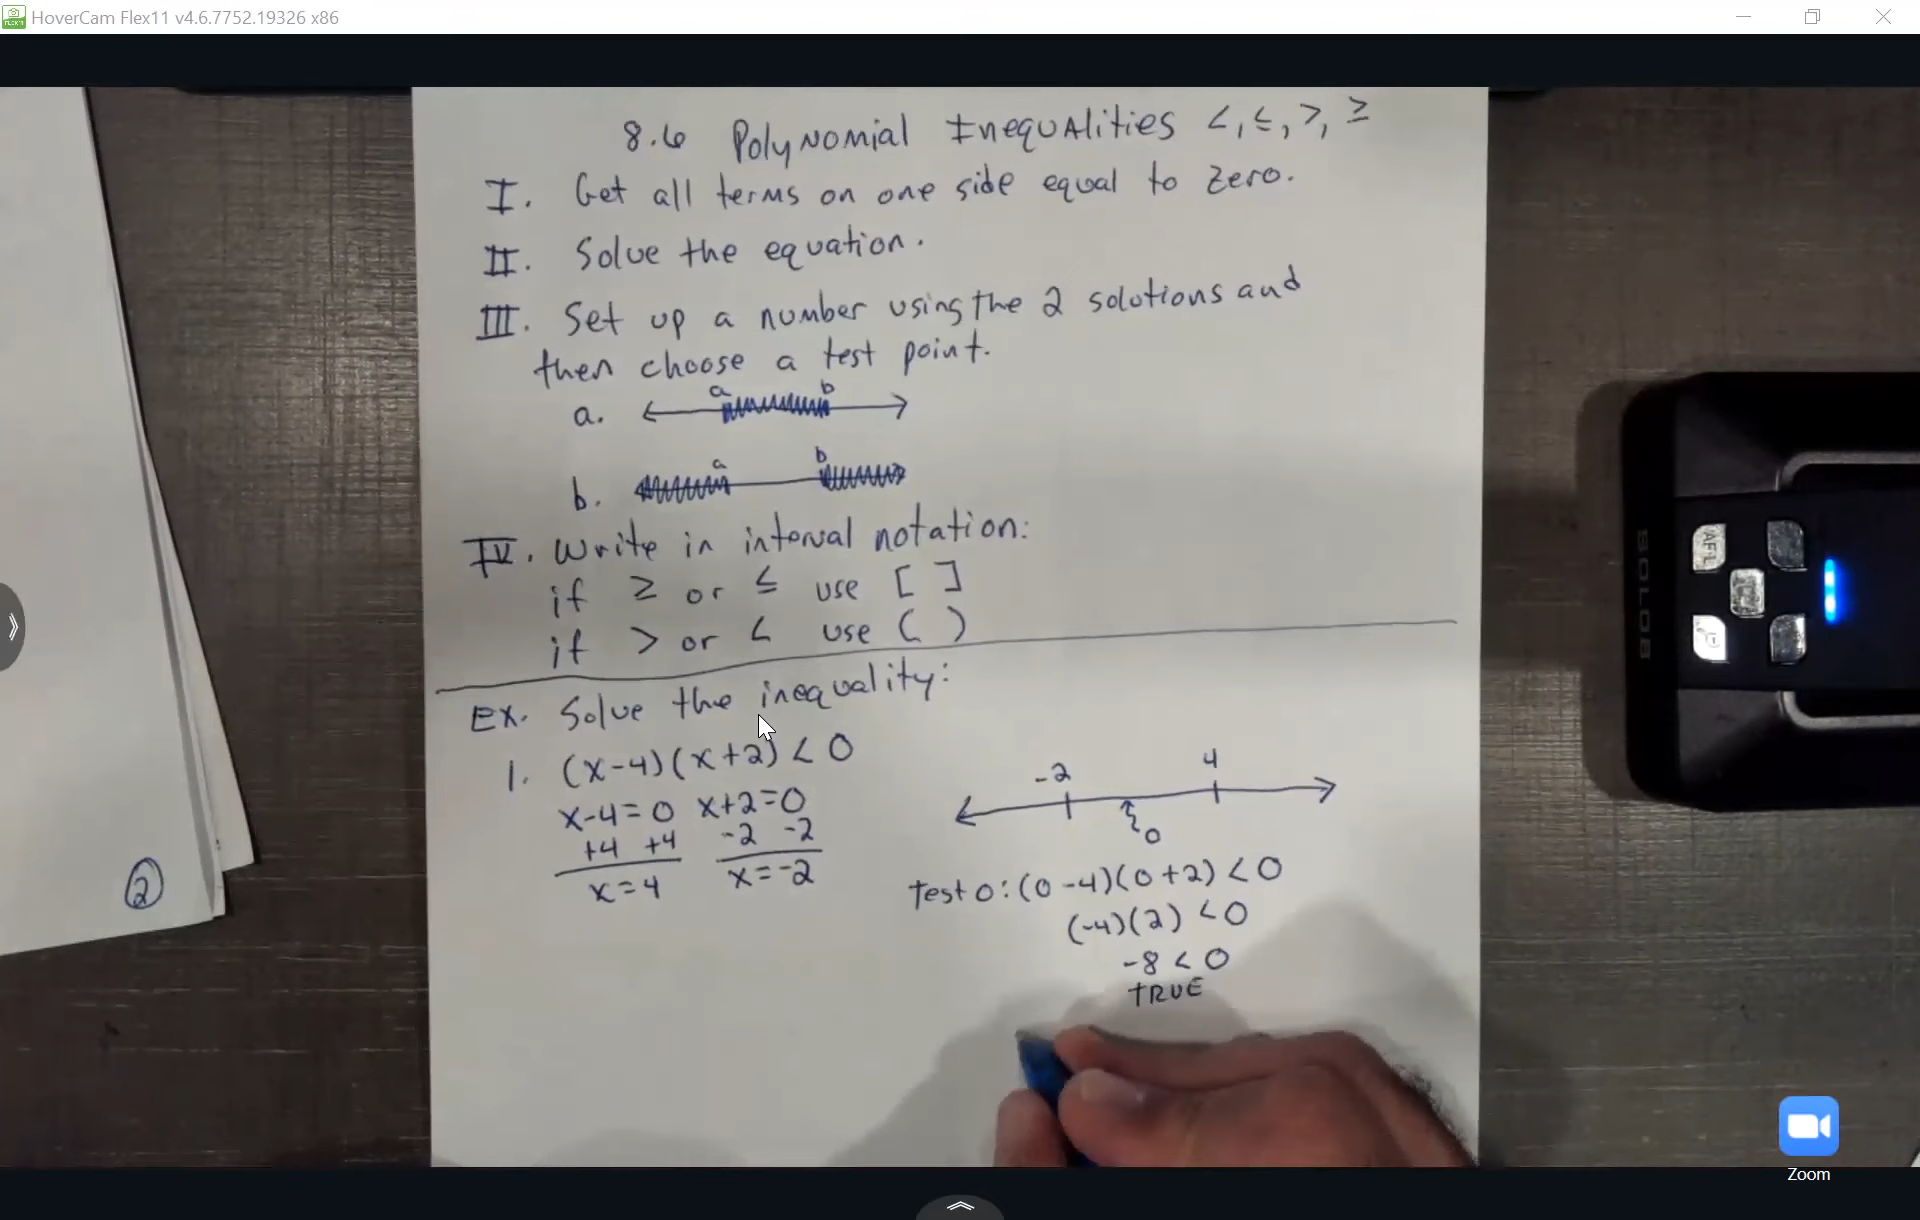 HoverCam Flex11 v4.6.7752.19326 x86
8.6 Polynomial Inequalities <, ≤, >, ≥
I. Get all terms on one side equal to zero.
II. Solve the equation.
III. Set up a number using the 2 solutions and
then choose a test point.
a b
a.
a b
b.
IV. Write in interval notation:
if ≥ or ≤ use [ ]
if > or < use ( )
Ex. Solve the inequality:
1. (x-4)(x+2) < 0
x-4=0 x+2=0
+4 +4 -2 -2
x=4 x=-2
-2 4
0
Test 0: (0-4)(0+2) < 0
(-4)(2) < 0
-8 < 0
TRUE
2
AF-L
Zoom